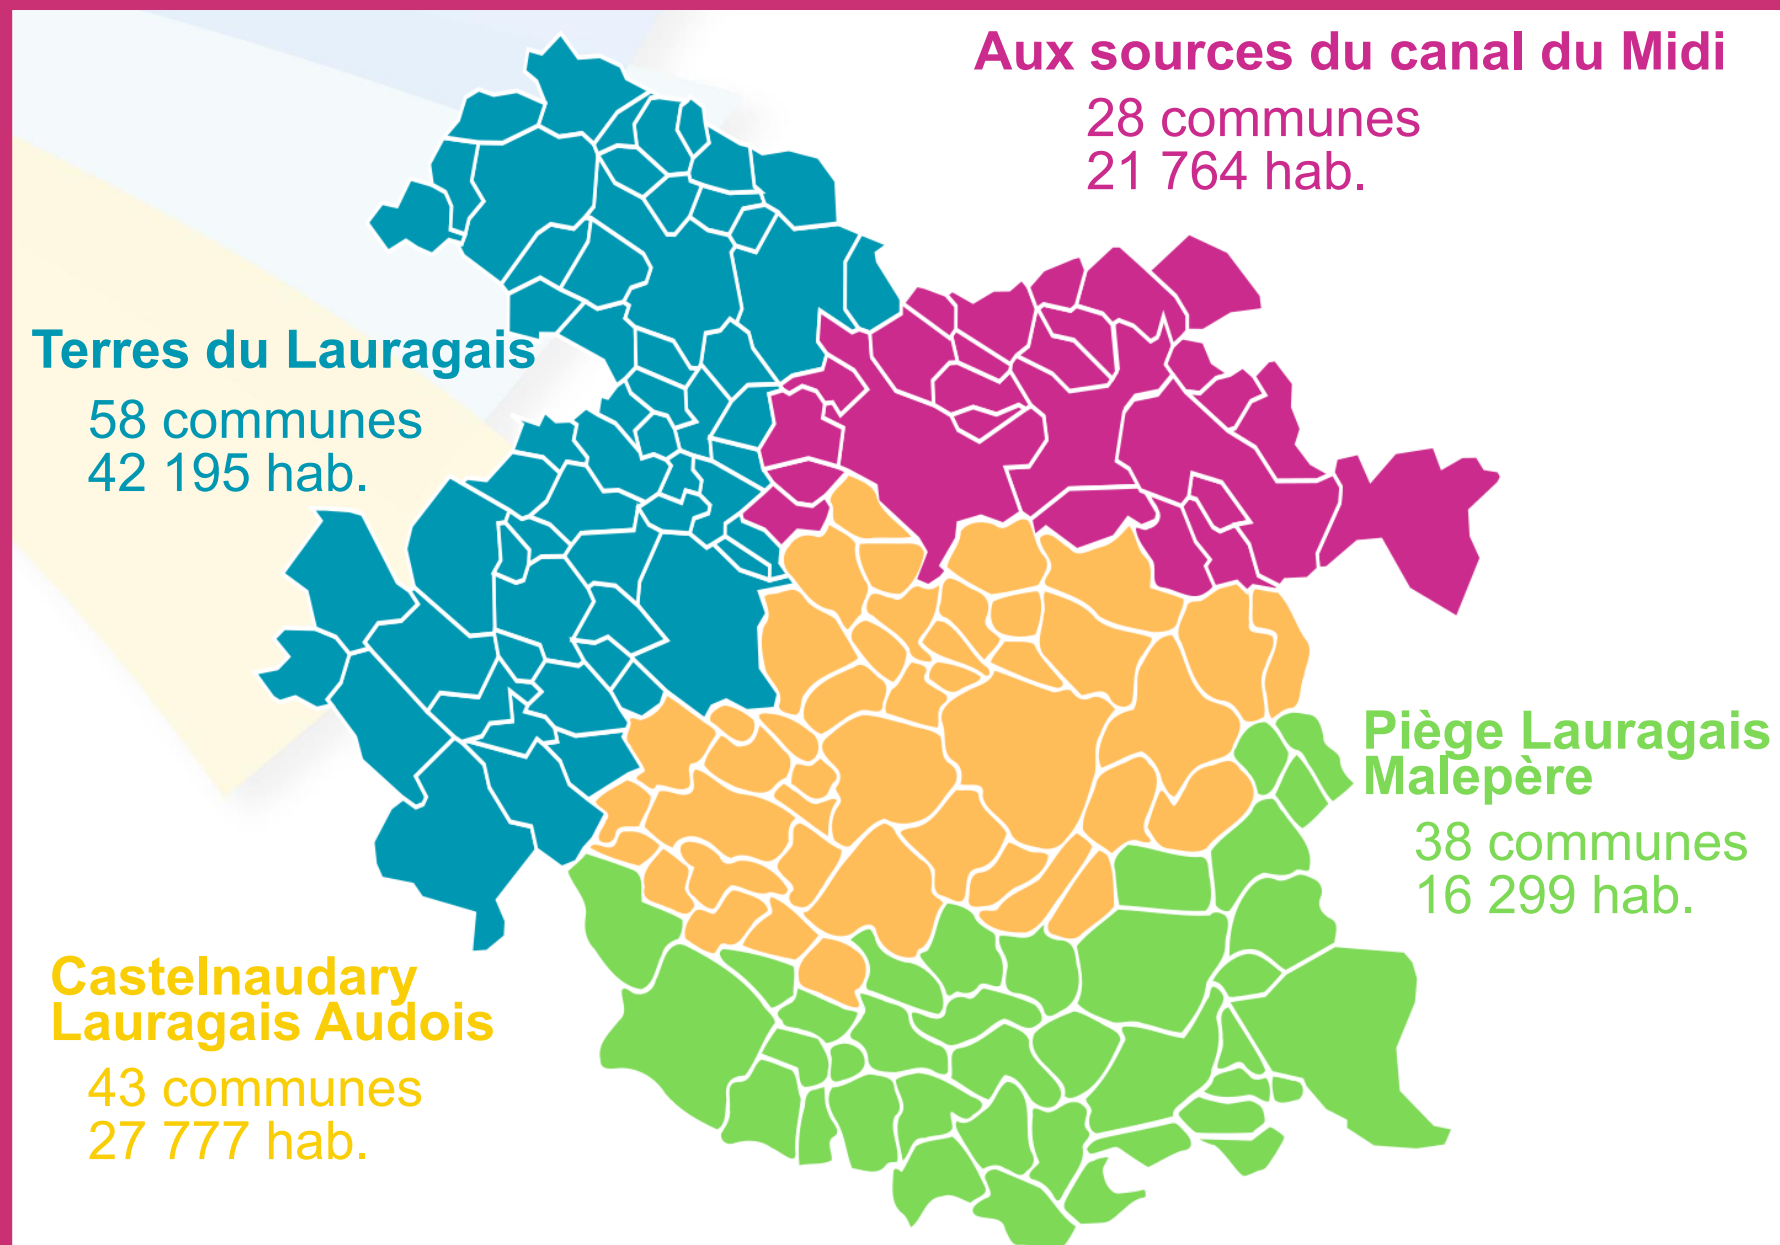 Aux sources du canal du Midi
28 communes
21 764 hab.
Terres du Lauragais
58 communes
42 195 hab.
Piège Lauragais
Malepère
38 communes
16 299 hab.
Castelnaudary
Lauragais Audois
43 communes
27 777 hab.